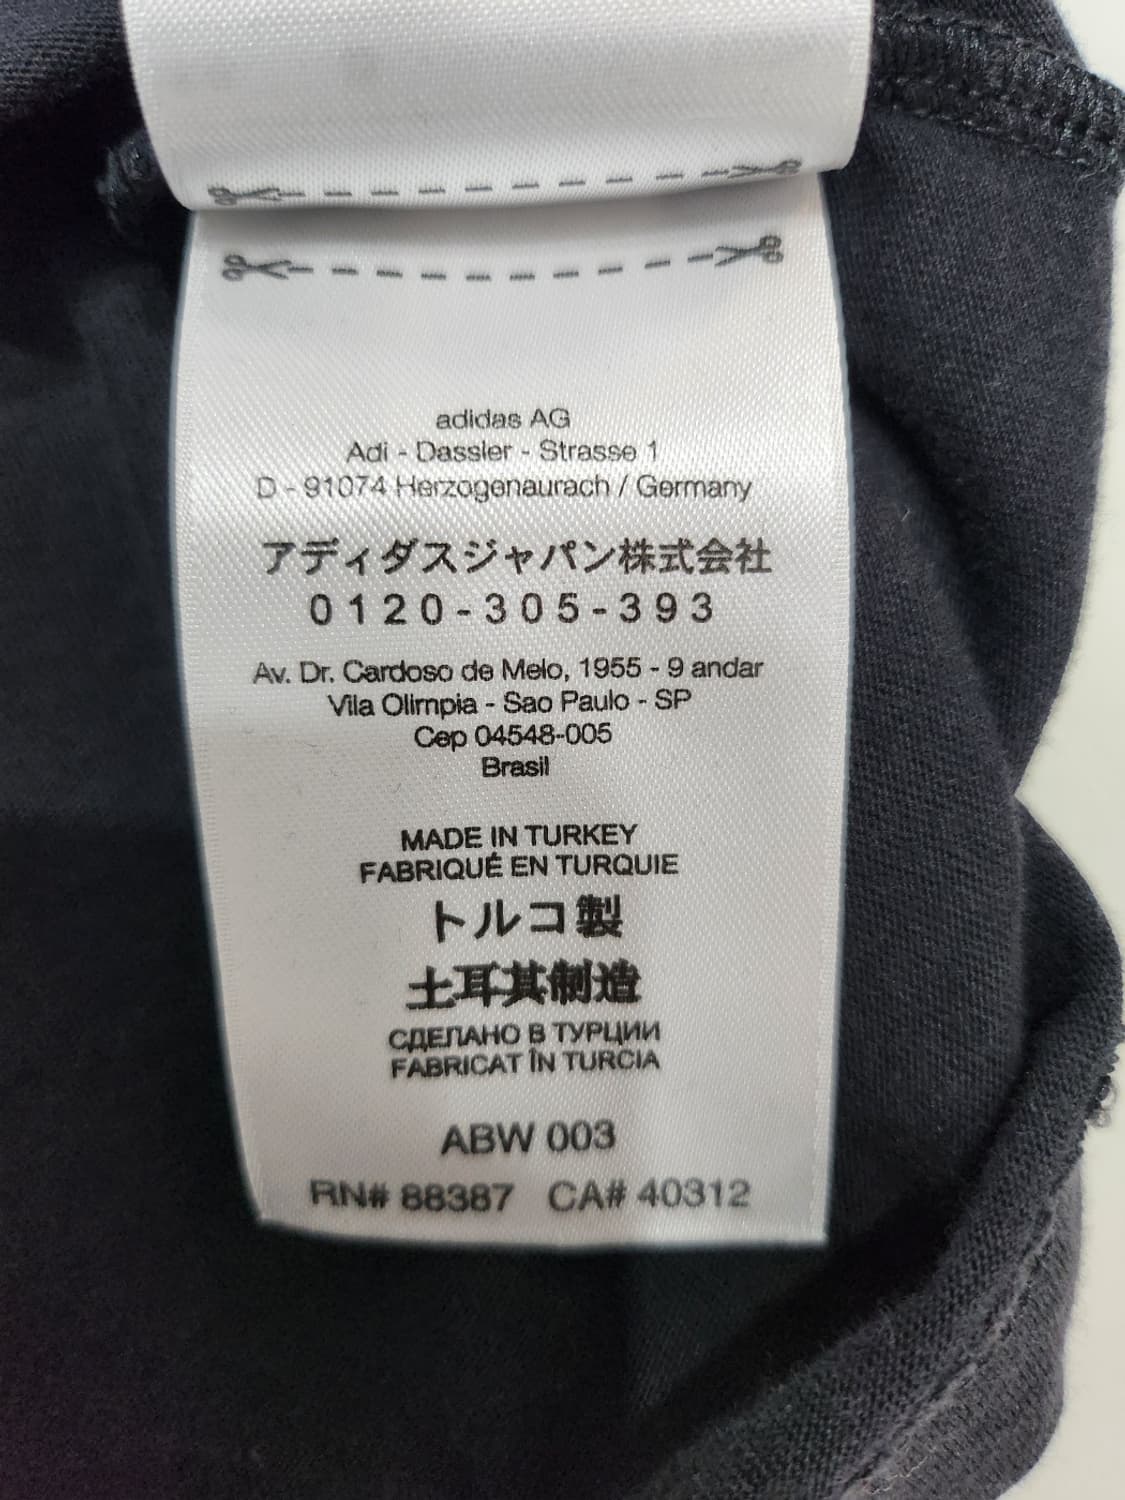 adidas AG
Adi - Dassler - Strasse 1
D - 91074 Herzogenaurach / Germany
アディダスジャパン株式会社
0120-305-393
Av. Dr. Cardoso de Melo, 1955 - 9 andar
Vila Olimpia - Sao Paulo - SP
Cep 04548-005
Brasil
MADE IN TURKEY
FABRIQUÉ EN TURQUIE
トルコ製
土耳其制造
СДЕЛАНО В ТУРЦИИ
FABRICAT ÎN TURCIA
ABW 003
RN# 88387 CA# 40312